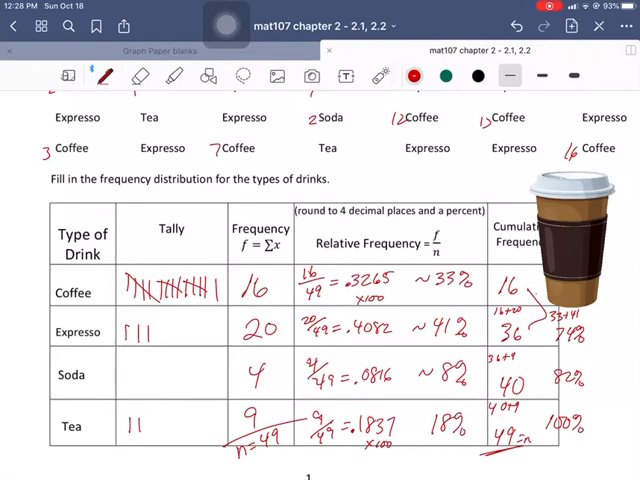 12:28 PM Sun Oct 18
93%
mat107 chapter 2 - 2.1, 2.2
Graph Paper blanks
mat107 chapter 2 - 2.1, 2.2
Expresso Tea Expresso 2 Soda 12 Coffee 13 Coffee Expresso
3 Coffee Expresso 7 Coffee Tea Expresso Expresso 16 Coffee
Fill in the frequency distribution for the types of drinks.
Type of Drink
Tally
Frequency
f = ∑x
(round to 4 decimal places and a percent)
Relative Frequency = f/n
Cumulat
Frequen
Coffee 16 16/49 = .3265 x100 ~33% 16
Expresso 20 20/49 = .4082 ~41% 16+20 36 33+41 74%
Soda 4 4/49 = .0816 ~8% 36+4 40 82%
Tea 9 9/49 = .1837 x100 18% 40+9 49=n 100%
n=49
1